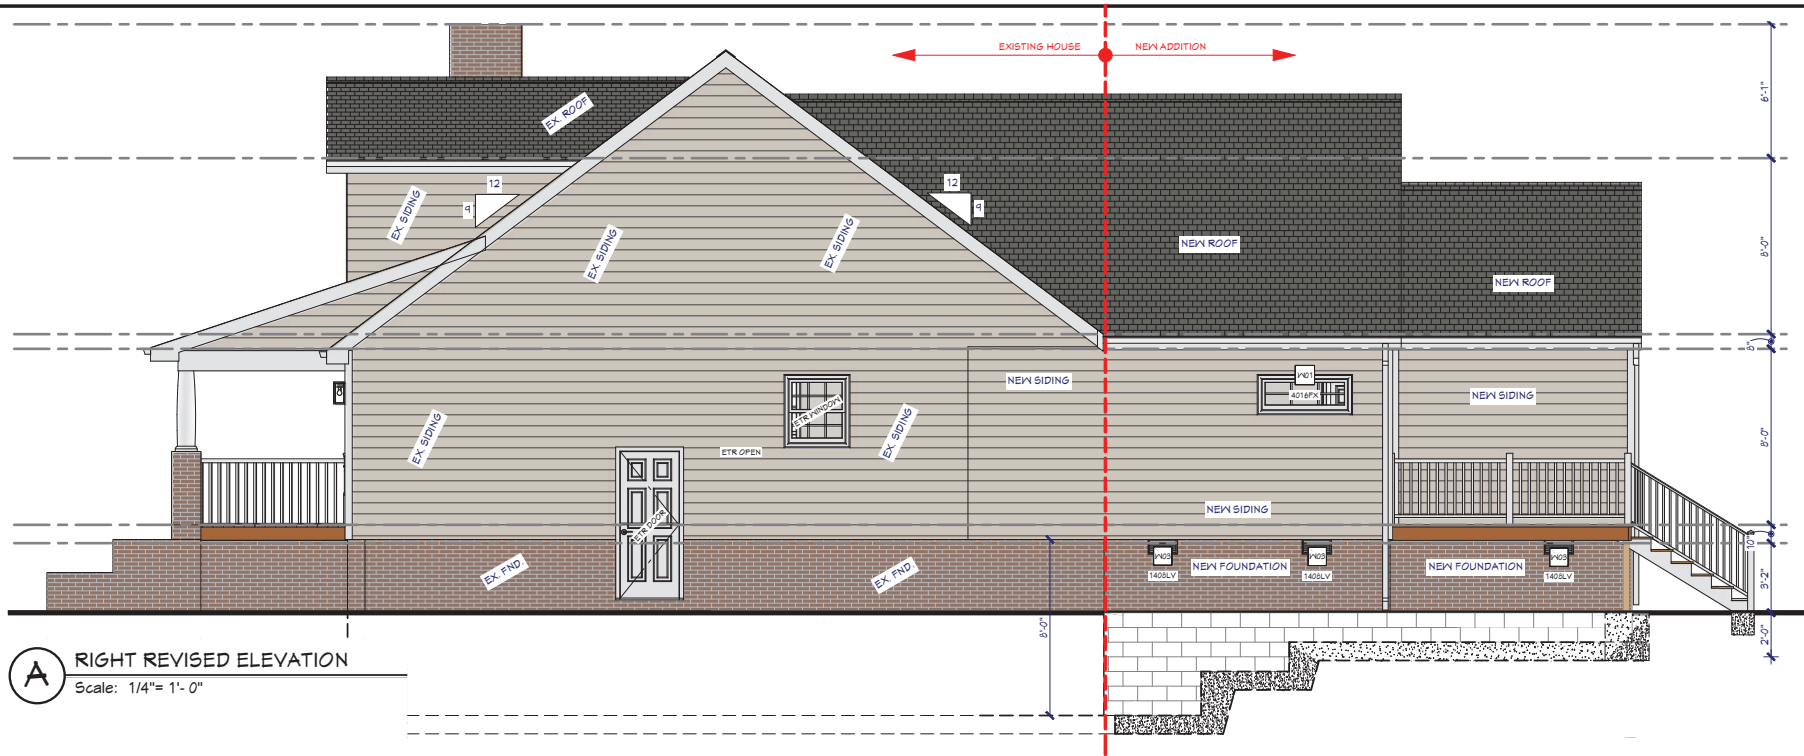 EXISTING HOUSE
NEW ADDITION
6'-1"
EX. ROOF
12
9
12
9
EX. SIDING
EX. SIDING
EX. SIDING
NEW ROOF
NEW ROOF
8'-0"
8"
NEW SIDING
W01
4016FX
NEW SIDING
ETR WINDOW
EX. SIDING
EX. SIDING
ETR OPEN
8'-0"
NEW SIDING
ETR DOOR
10"
EX. FND.
EX. FND.
W03
1408LV
NEW FOUNDATION
W03
1408LV
NEW FOUNDATION
W03
1408LV
3'-2"
8'-0"
2'-0"
A
RIGHT REVISED ELEVATION
Scale: 1/4"= 1'- 0"